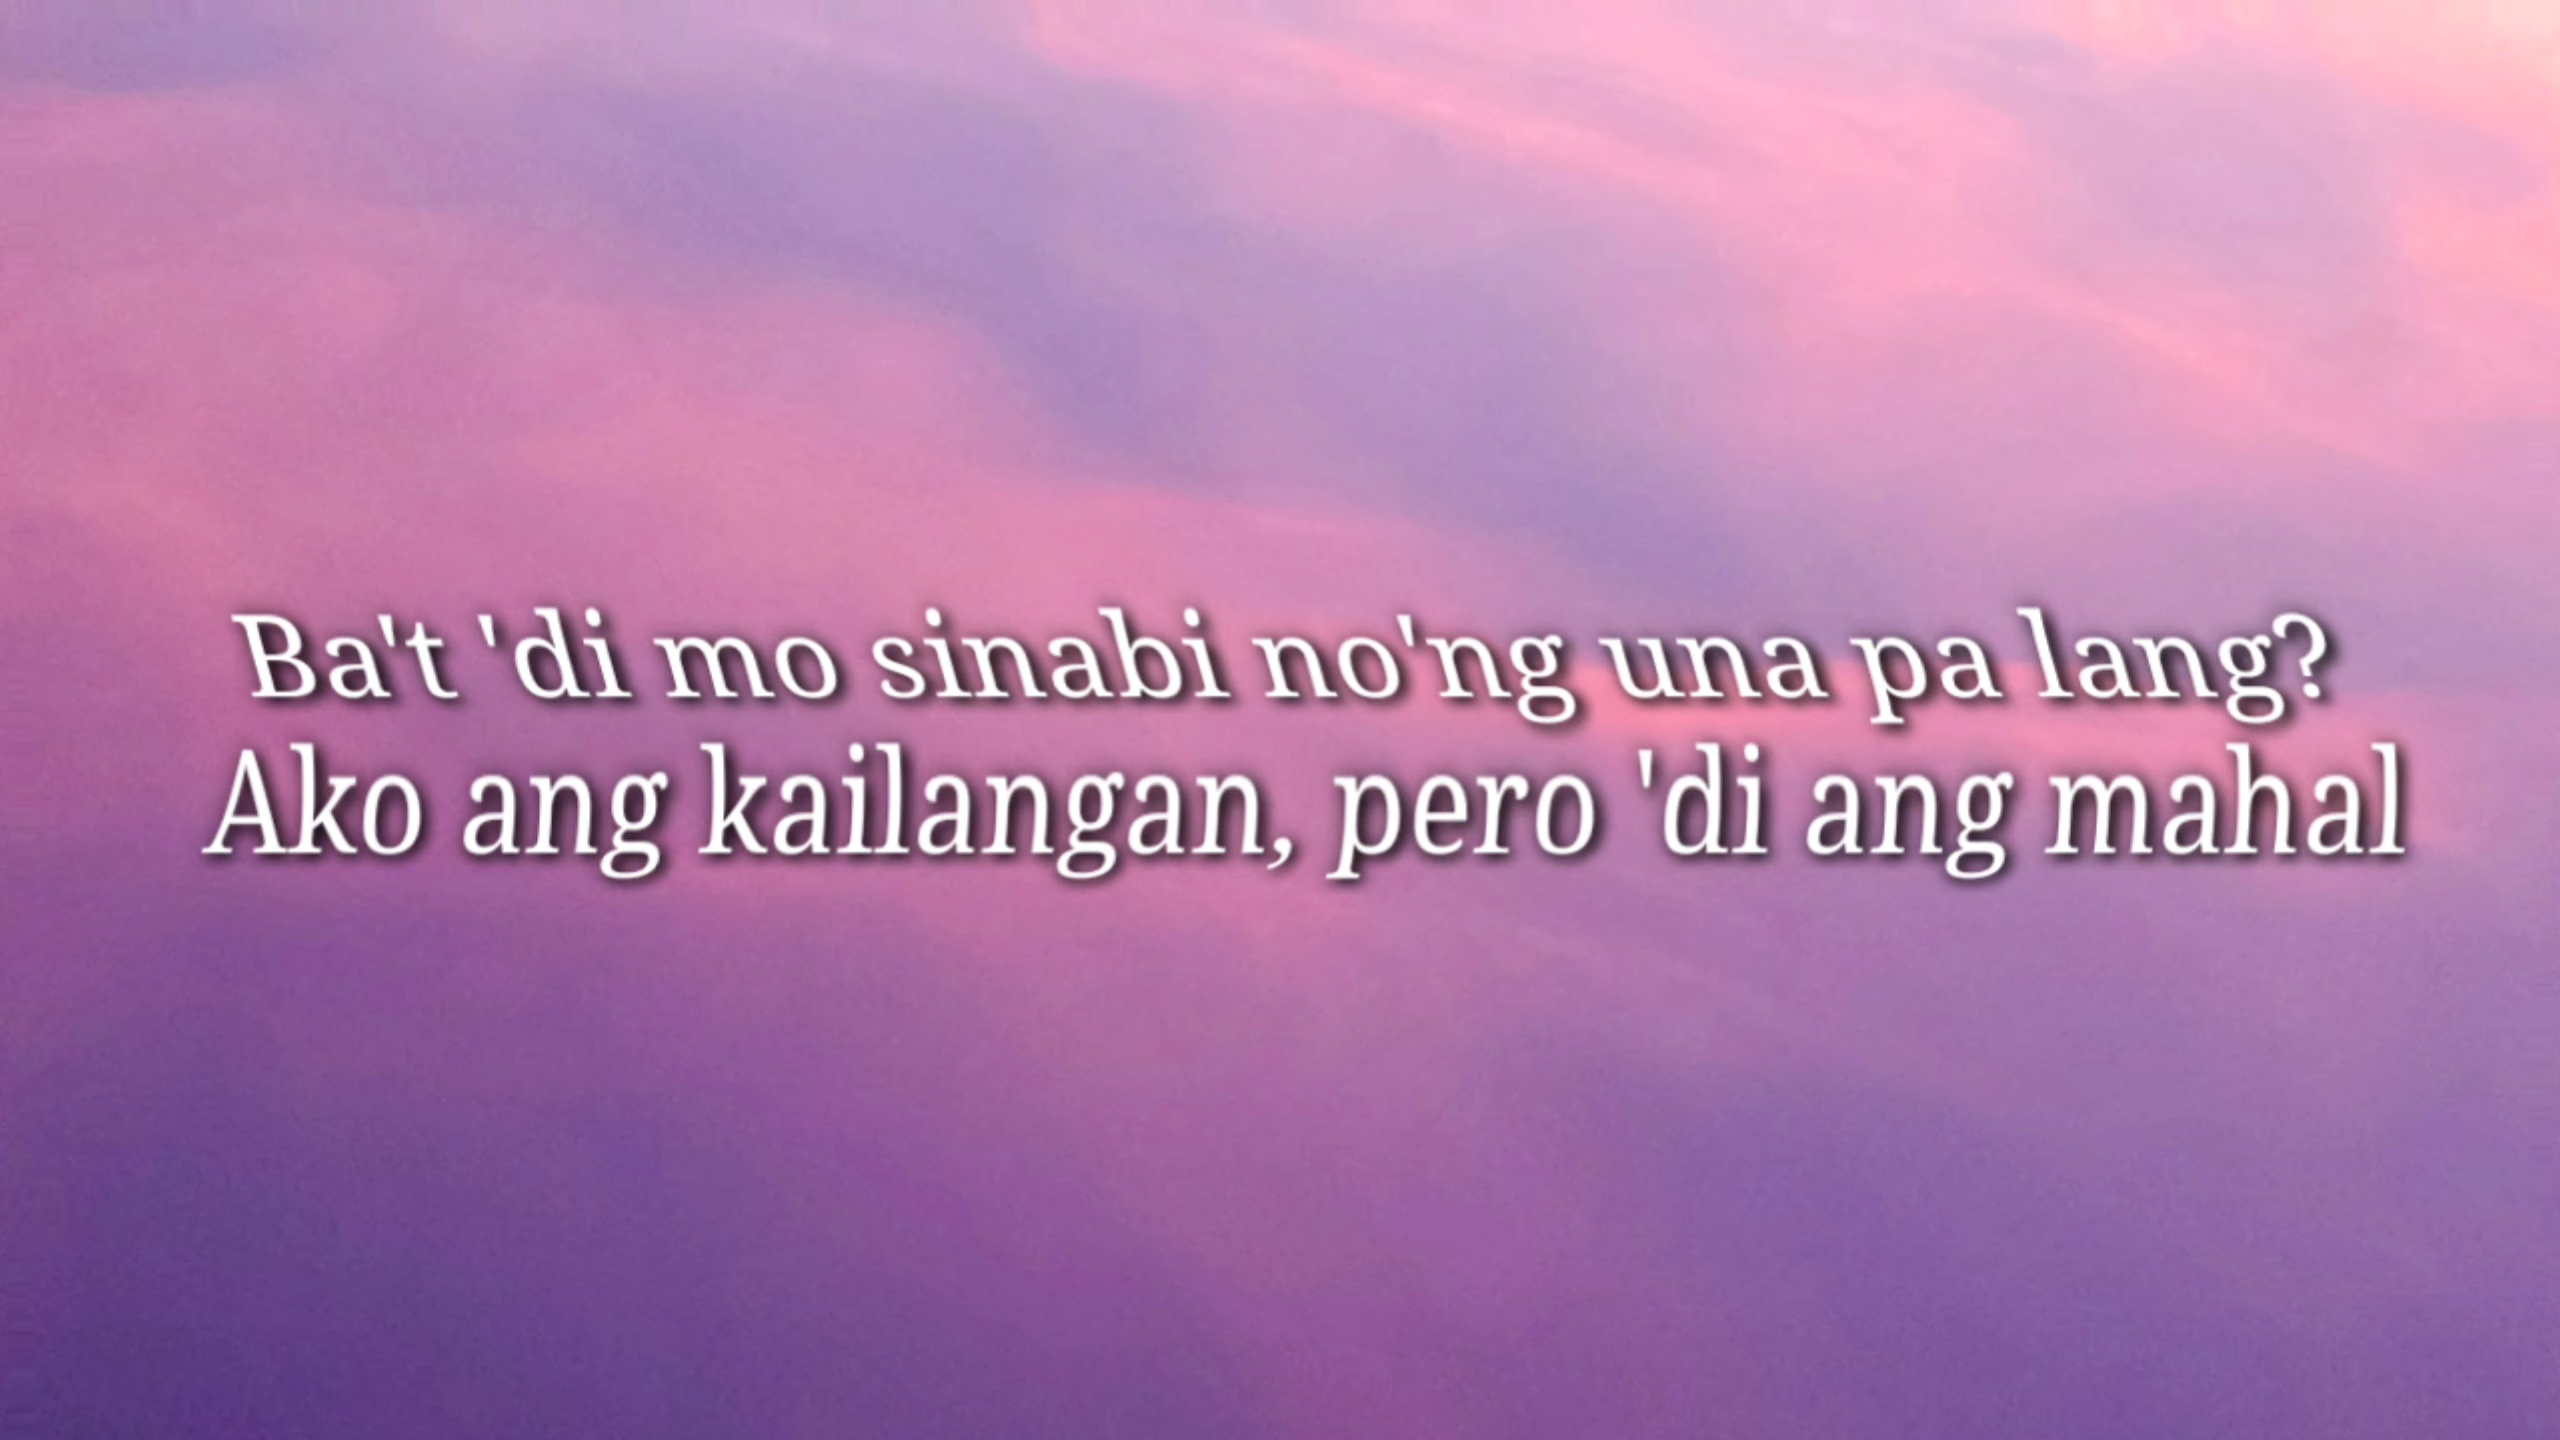 Ba't 'di mo sinabi no'ng una pa lang?
Ako ang kailangan, pero 'di ang mahal